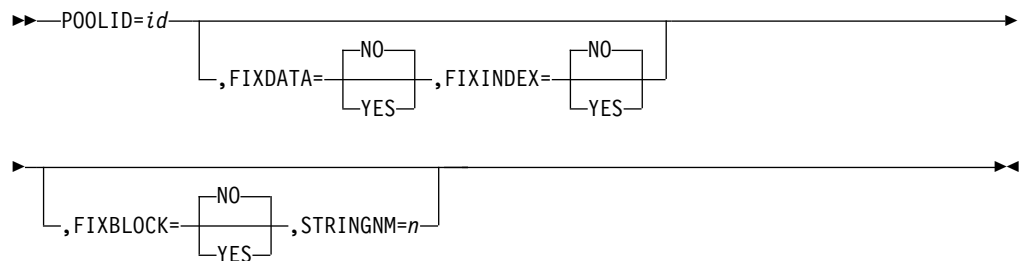 POOLID=id
NO NO
,FIXDATA= ,FIXINDEX=
YES YES
NO
,FIXBLOCK= ,STRINGNM=n
YES